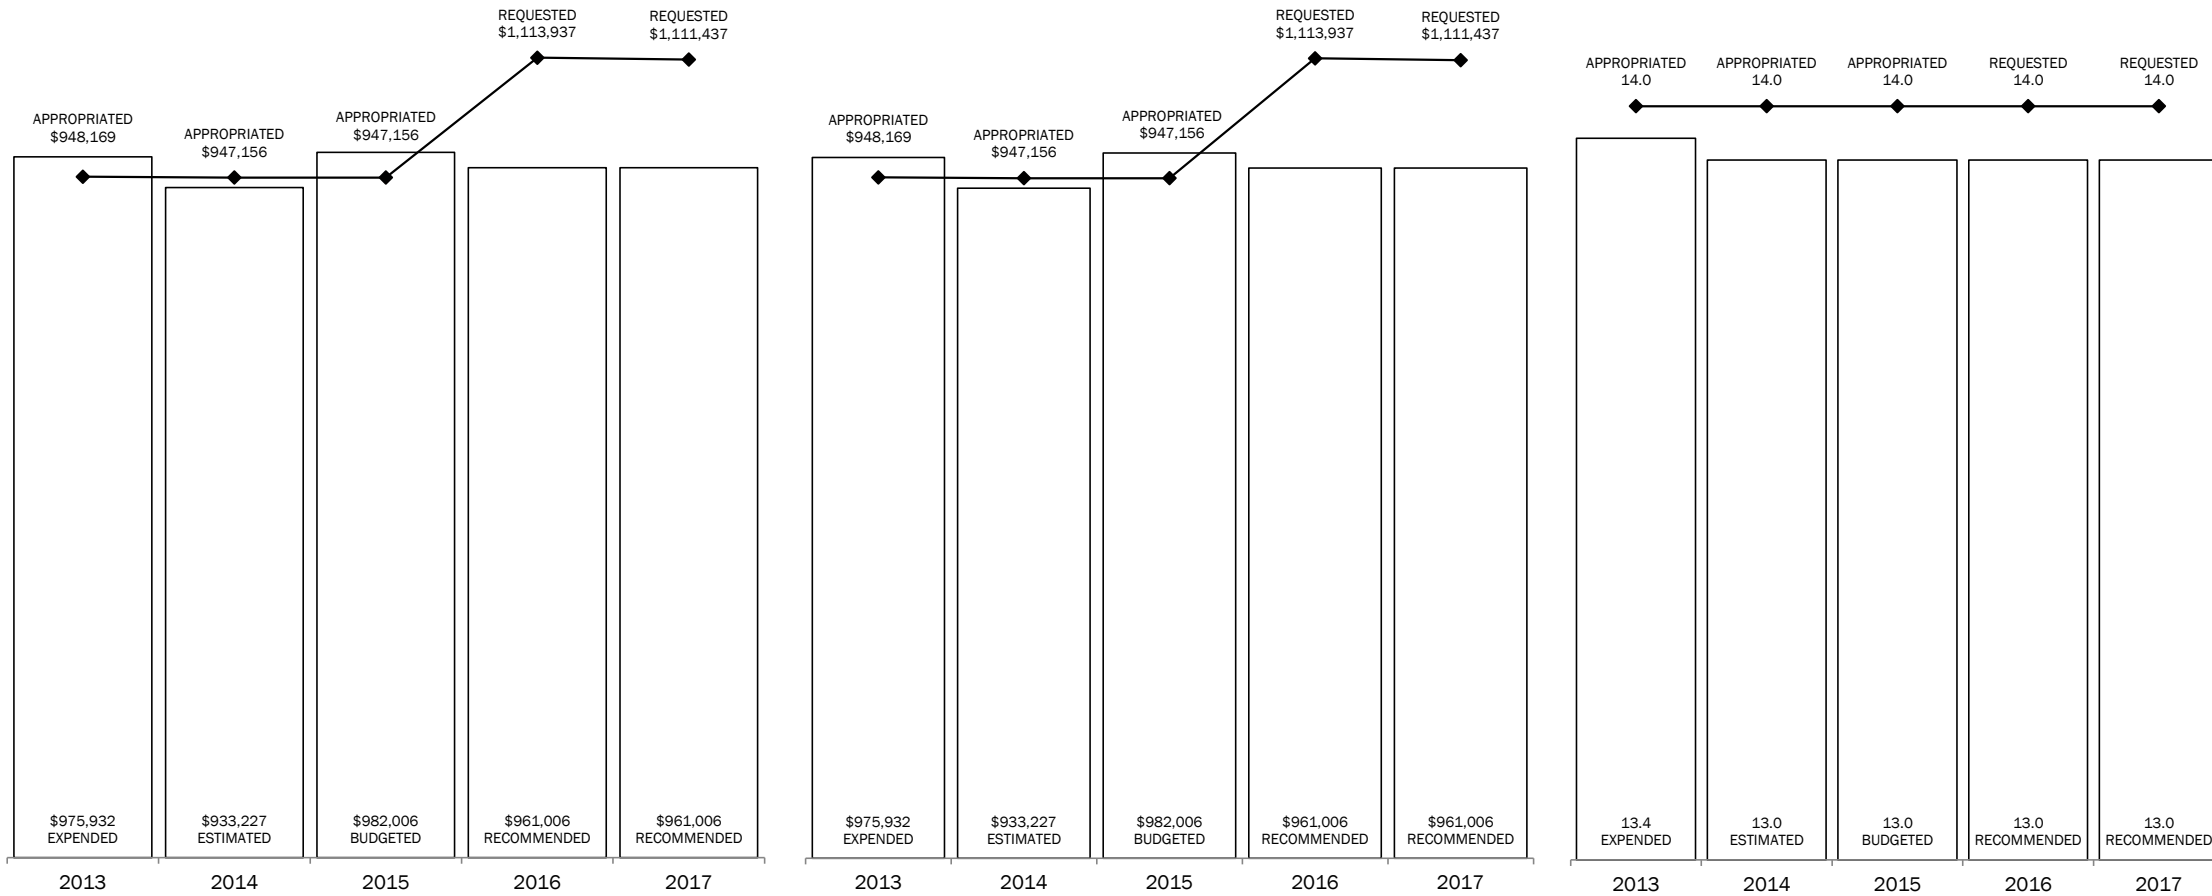 REQUESTED
$1,113,937
REQUESTED
$1,111,437
APPROPRIATED
$948,169
APPROPRIATED
$947,156
APPROPRIATED
$947,156
$975,932
EXPENDED
$933,227
ESTIMATED
$982,006
BUDGETED
$961,006
RECOMMENDED
$961,006
RECOMMENDED
2013
2014
2015
2016
2017
REQUESTED
$1,113,937
REQUESTED
$1,111,437
APPROPRIATED
$948,169
APPROPRIATED
$947,156
APPROPRIATED
$947,156
$975,932
EXPENDED
$933,227
ESTIMATED
$982,006
BUDGETED
$961,006
RECOMMENDED
$961,006
RECOMMENDED
2013
2014
2015
2016
2017
APPROPRIATED
14.0
APPROPRIATED
14.0
APPROPRIATED
14.0
REQUESTED
14.0
REQUESTED
14.0
13.4
EXPENDED
13.0
ESTIMATED
13.0
BUDGETED
13.0
RECOMMENDED
13.0
RECOMMENDED
2013
2014
2015
2016
2017